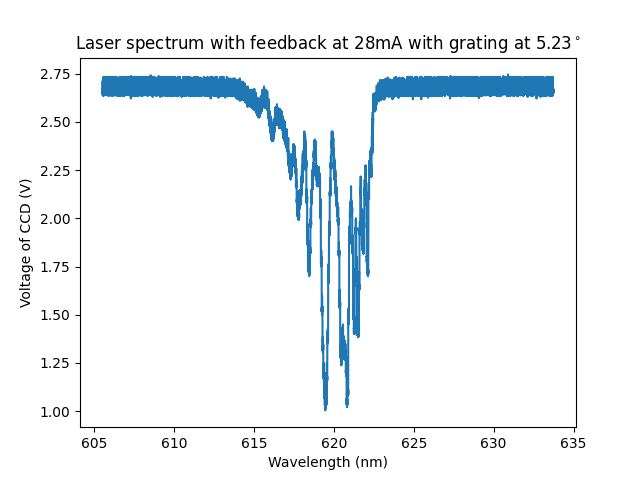 Laser spectrum with feedback at 28mA with grating at 5.23°
2.75
2.50
2.25
2.00
1.75
1.50
1.25
1.00
Voltage of CCD (V)
605 610 615 620 625 630 635
Wavelength (nm)